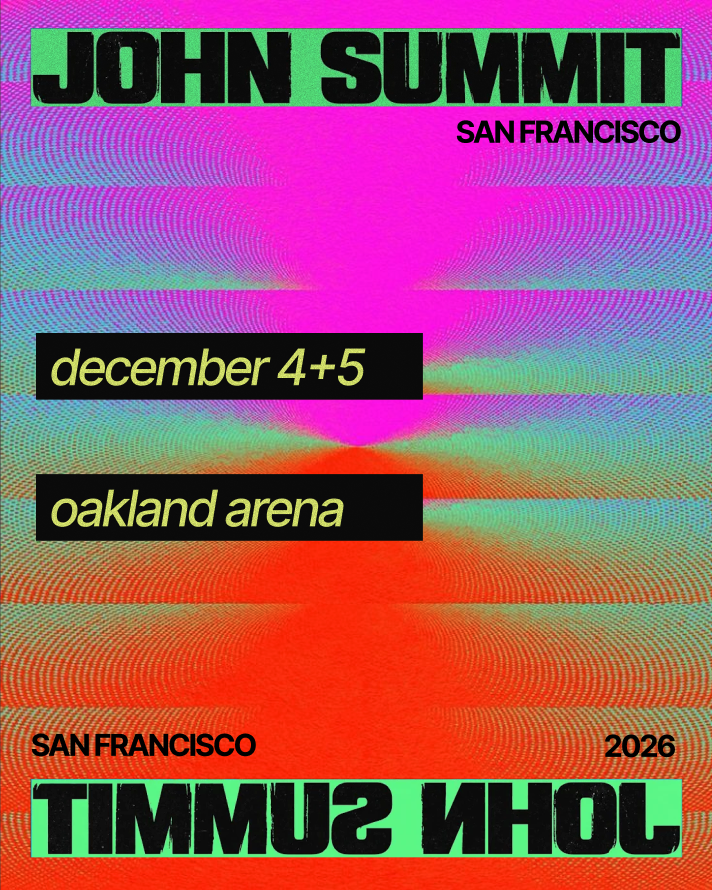 JOHN SUMMIT
SAN FRANCISCO
december 4+5
oakland arena
SAN FRANCISCO
2026
JOHN SUMMIT